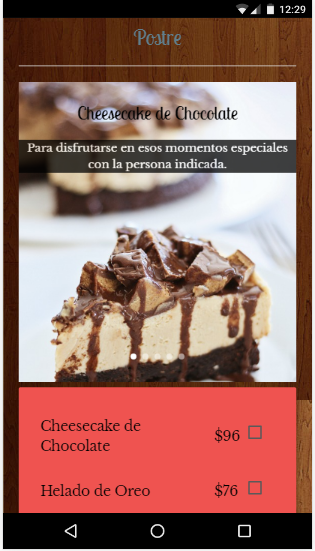 12:29
Postre
Cheesecake de Chocolate
Para disfrutarse en esos momentos especiales
con la persona indicada.
Cheesecake de
Chocolate
$96
Helado de Oreo
$76